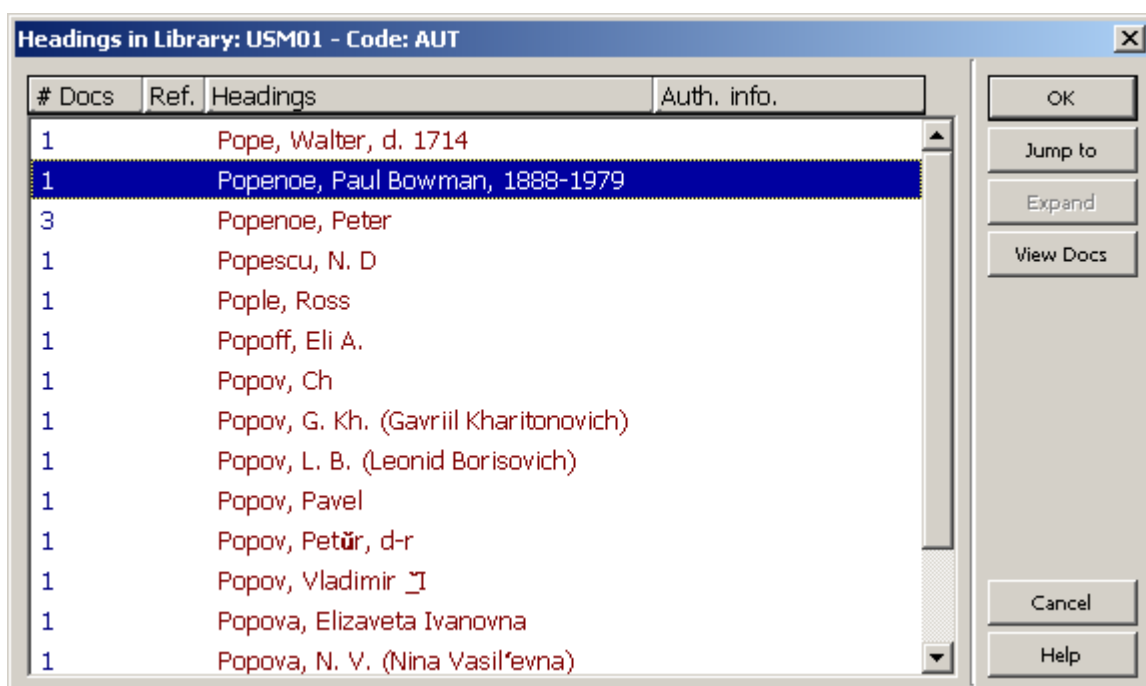 Headings in Library: USM01 - Code: AUT
# Docs Ref. Headings Auth. info.
1 Pope, Walter, d. 1714
1 Popenoe, Paul Bowman, 1888-1979
3 Popenoe, Peter
1 Popescu, N. D
1 Pople, Ross
1 Popoff, Eli A.
1 Popov, Ch
1 Popov, G. Kh. (Gavriil Kharitonovich)
1 Popov, L. B. (Leonid Borisovich)
1 Popov, Pavel
1 Popov, Petŭr, d-r
1 Popov, Vladimir
1 Popova, Elizaveta Ivanovna
1 Popova, N. V. (Nina Vasilʹevna)
OK
Jump to
Expand
View Docs
Cancel
Help